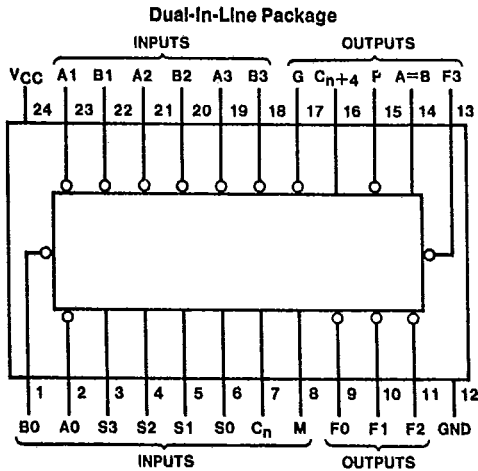 Dual-In-Line Package
INPUTS OUTPUTS
VCC A1 B1 A2 B2 A3 B3 G Cn+4 P A=B F3
24 23 22 21 20 19 18 17 16 15 14 13
1 2 3 4 5 6 7 8 9 10 11 12
B0 A0 S3 S2 S1 S0 Cn M F0 F1 F2 GND
INPUTS OUTPUTS